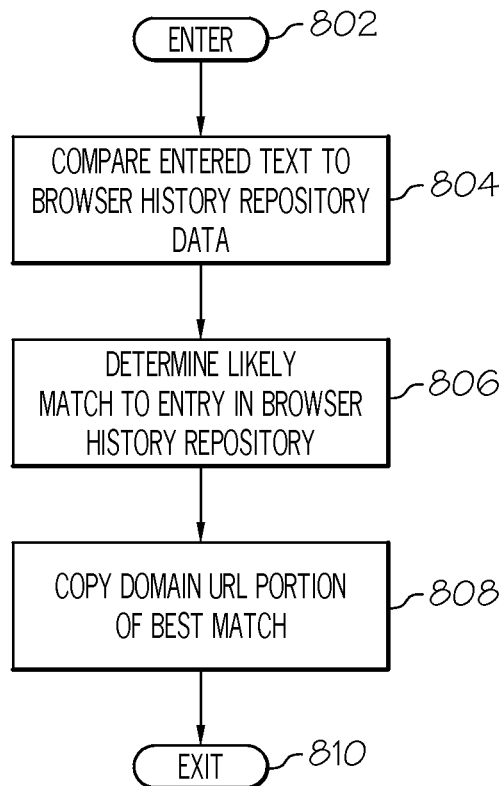 ENTER
802
COMPARE ENTERED TEXT TO
BROWSER HISTORY REPOSITORY
DATA
804
DETERMINE LIKELY
MATCH TO ENTRY IN BROWSER
HISTORY REPOSITORY
806
COPY DOMAIN URL PORTION
OF BEST MATCH
808
EXIT
810